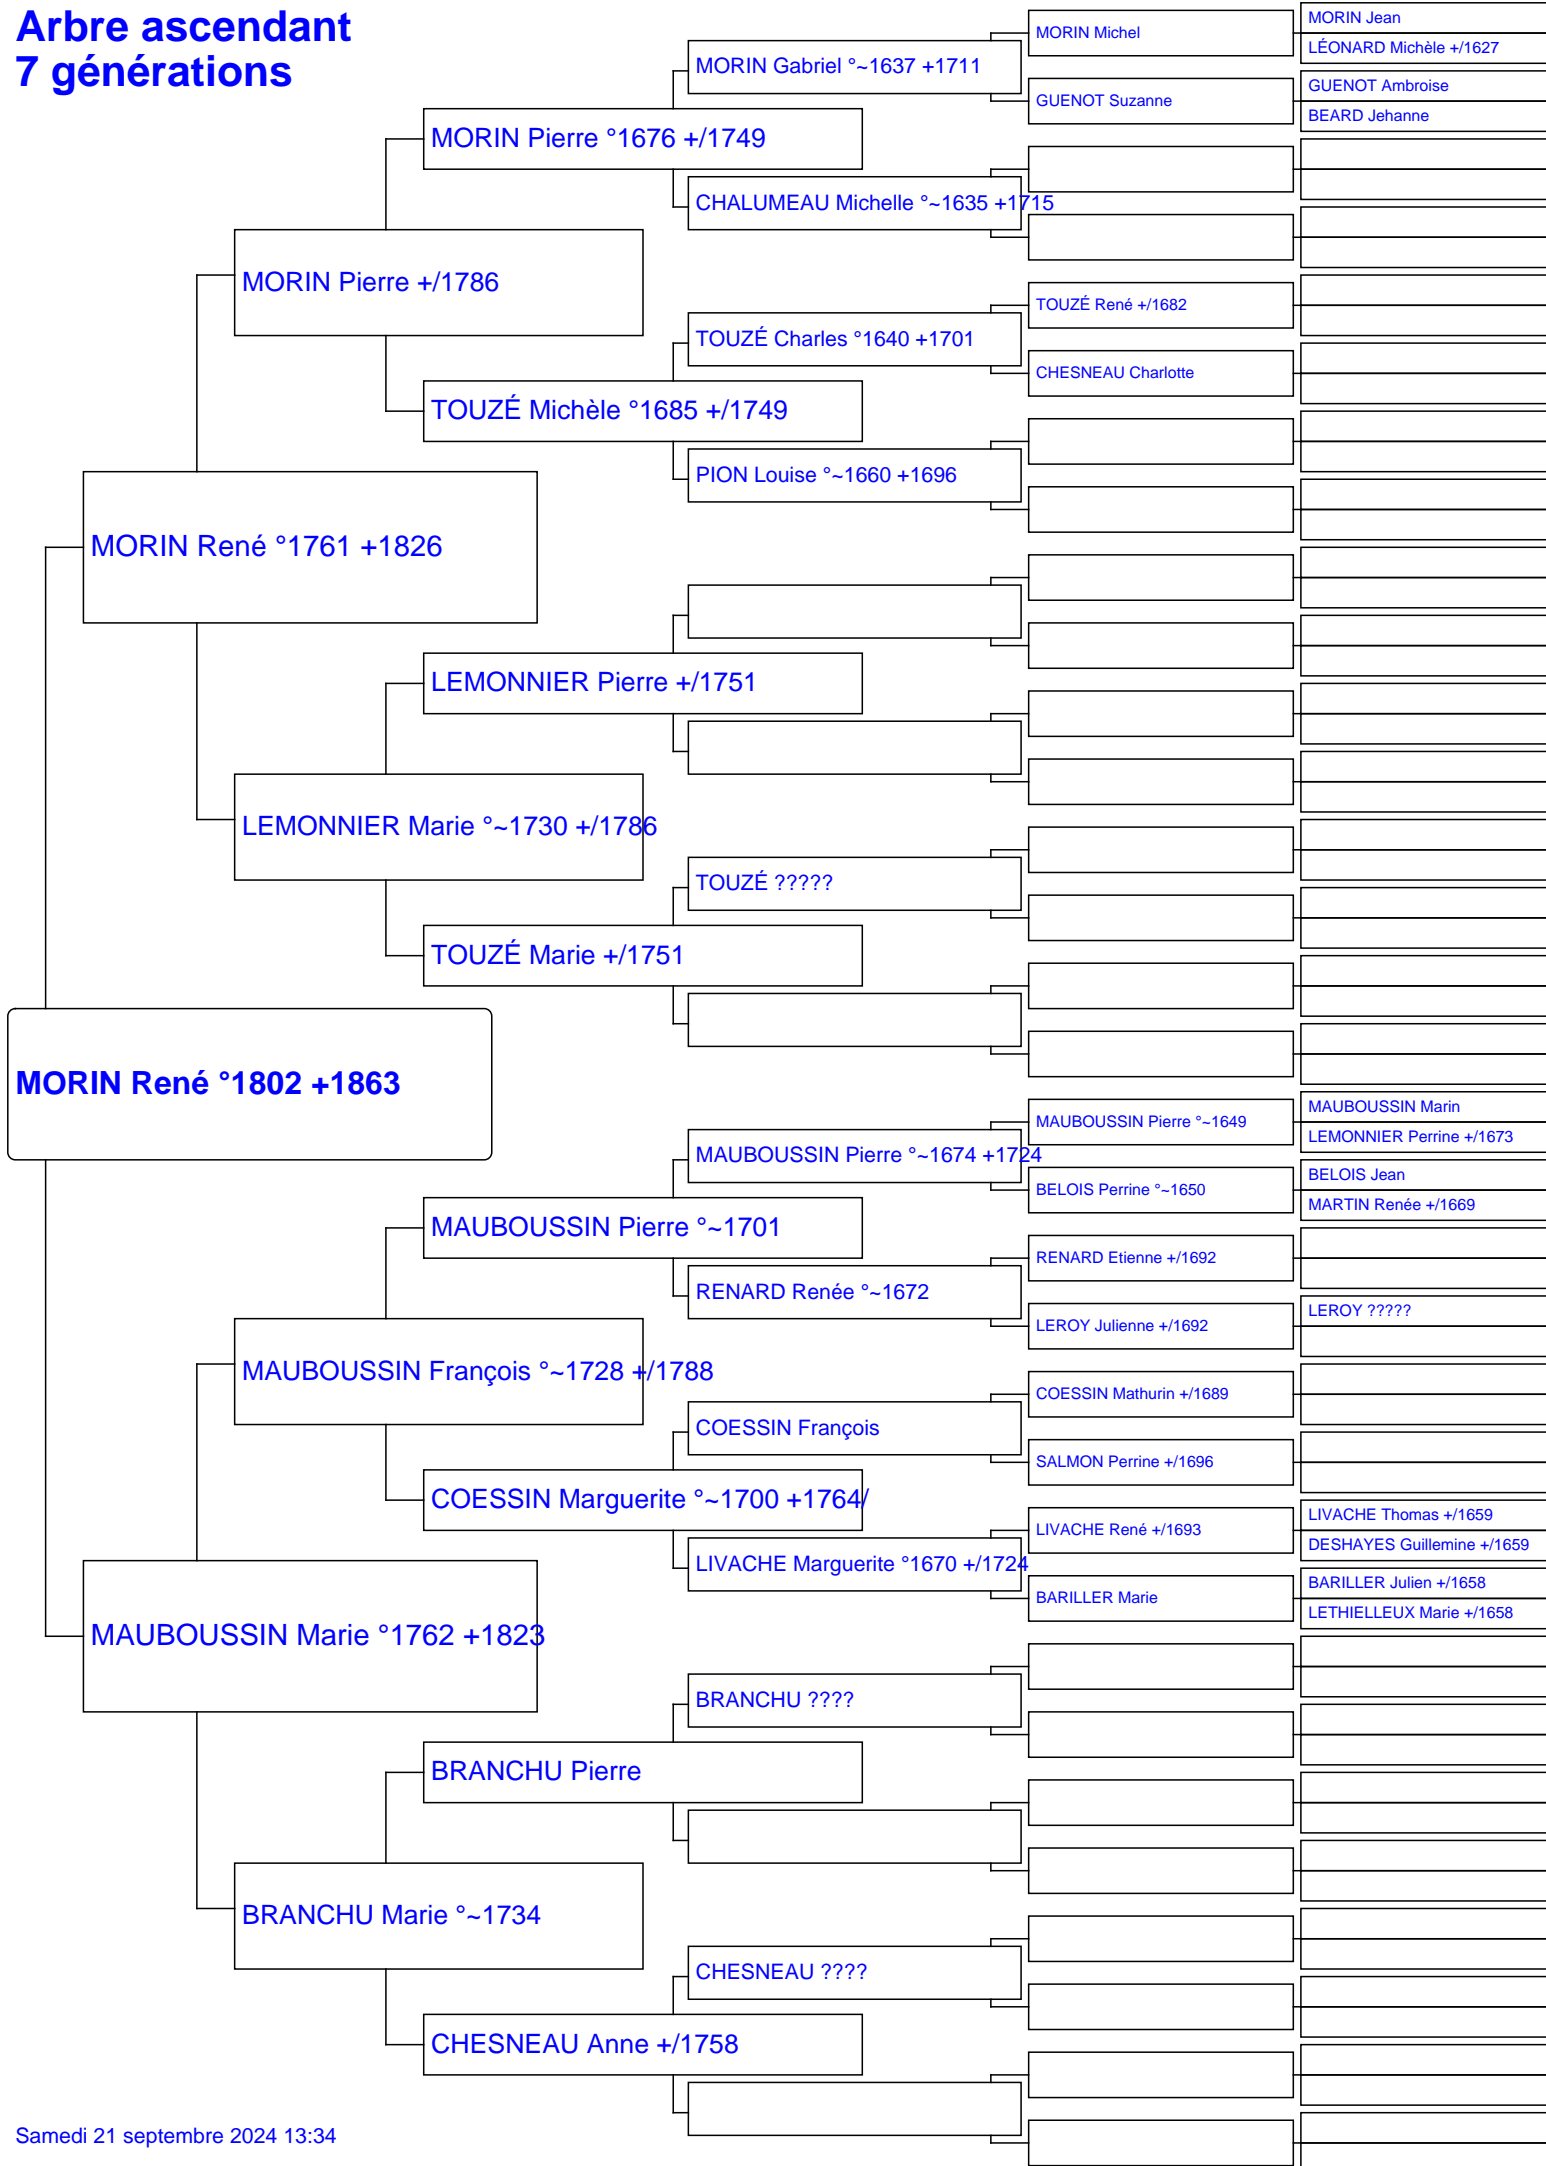 Arbre ascendant
7 générations
MORIN Jean
MORIN Michel
LÉONARD Michèle +/1627
MORIN Gabriel °~1637 +1711
GUENOT Ambroise
GUENOT Suzanne
BEARD Jehanne
MORIN Pierre °1676 +/1749
CHALUMEAU Michelle °~1635 +1715
MORIN Pierre +/1786
TOUZÉ René +/1682
TOUZÉ Charles °1640 +1701
CHESNEAU Charlotte
TOUZÉ Michèle °1685 +/1749
PION Louise °~1660 +1696
MORIN René °1761 +1826
LEMONNIER Pierre +/1751
LEMONNIER Marie °~1730 +/1786
TOUZÉ ?????
TOUZÉ Marie +/1751
MORIN René °1802 +1863
MAUBOUSSIN Marin
MAUBOUSSIN Pierre °~1649
LEMONNIER Perrine +/1673
MAUBOUSSIN Pierre °~1674 +1724
BELOIS Jean
BELOIS Perrine °~1650
MARTIN Renée +/1669
MAUBOUSSIN Pierre °~1701
RENARD Etienne +/1692
RENARD Renée °~1672
LEROY ?????
LEROY Julienne +/1692
MAUBOUSSIN François °~1728 +/1788
COESSIN Mathurin +/1689
COESSIN François
SALMON Perrine +/1696
COESSIN Marguerite °~1700 +1764/
LIVACHE Thomas +/1659
LIVACHE René +/1693
DESHAYES Guillemine +/1659
LIVACHE Marguerite °1670 +/1724
BARILLER Julien +/1658
BARILLER Marie
LETHIELLEUX Marie +/1658
MAUBOUSSIN Marie °1762 +1823
BRANCHU ????
BRANCHU Pierre
BRANCHU Marie °~1734
CHESNEAU ????
CHESNEAU Anne +/1758
Samedi 21 septembre 2024 13:34